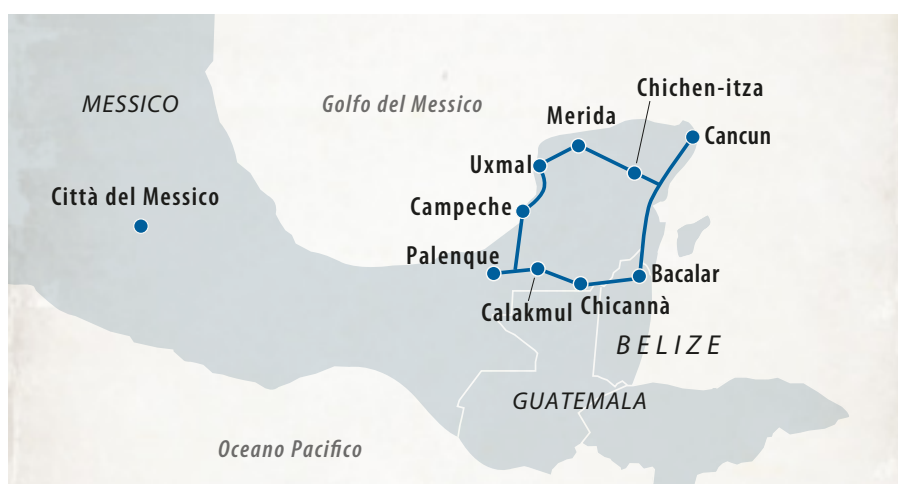 Chichen-itza
MESSICO
Golfo del Messico
Merida
Cancun
Uxmal
Città del Messico
Campeche
Palenque
Bacalar
Calakmul
Chicannà
BELIZE
GUATEMALA
Oceano Pacifico